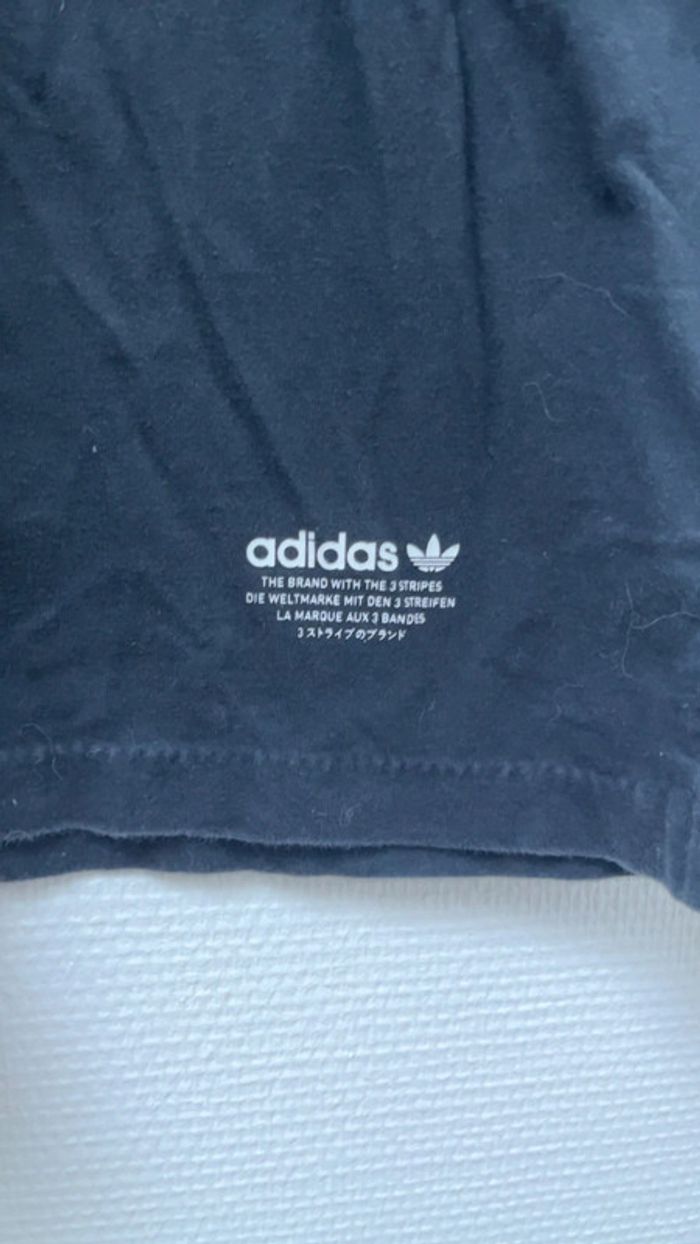 adidas
THE BRAND WITH THE 3 STRIPES
DIE WELTMARKE MIT DEN 3 STREIFEN
LA MARQUE AUX 3 BANDES
3ストライプのブランド